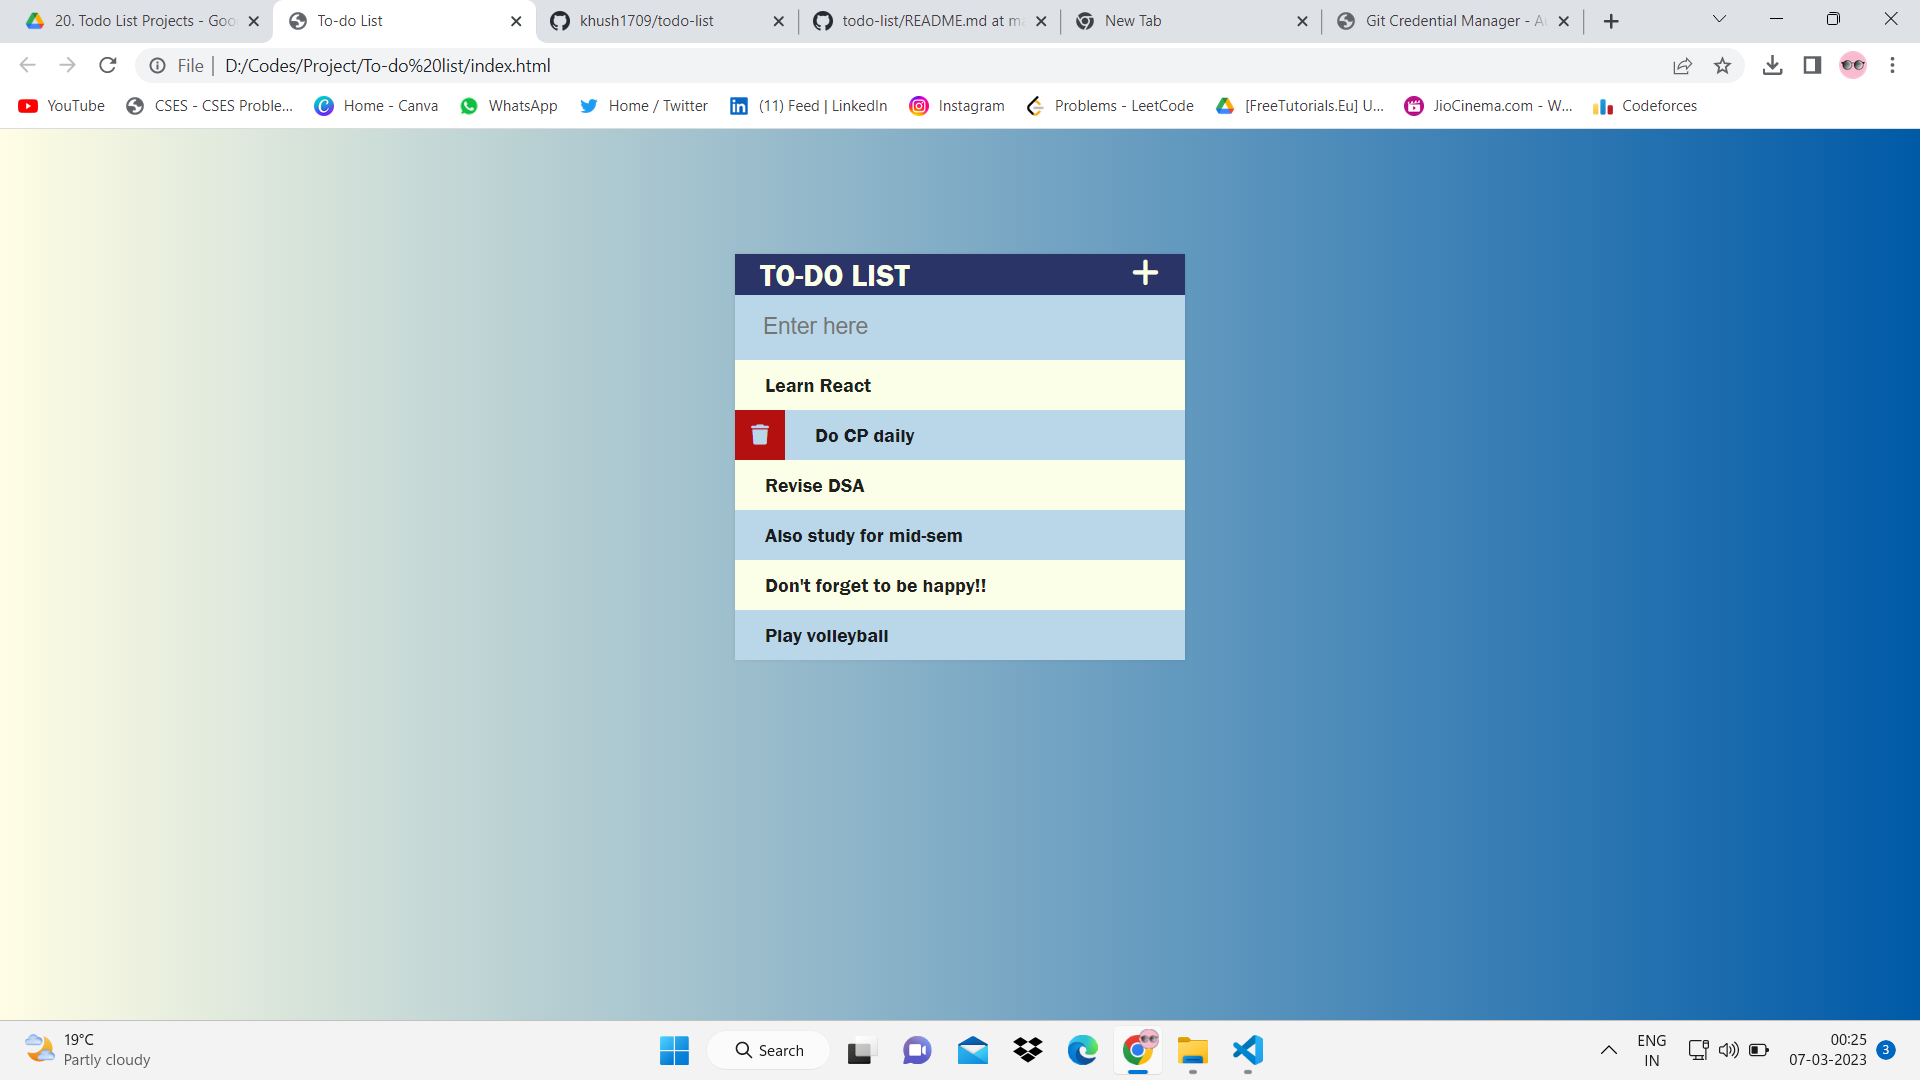 20. Todo List Projects - Goo
To-do List
khush1709/todo-list
todo-list/README.md at ma
New Tab
Git Credential Manager - Au
File
D:/Codes/Project/To-do%20list/index.html
YouTube
CSES - CSES Proble...
Home - Canva
WhatsApp
Home / Twitter
(11) Feed | LinkedIn
Instagram
Problems - LeetCode
[FreeTutorials.Eu] U...
JioCinema.com - W...
Codeforces
TO-DO LIST
Enter here
Learn React
Do CP daily
Revise DSA
Also study for mid-sem
Don't forget to be happy!!
Play volleyball
19°C
Partly cloudy
Search
ENG
IN
00:25
07-03-2023
3